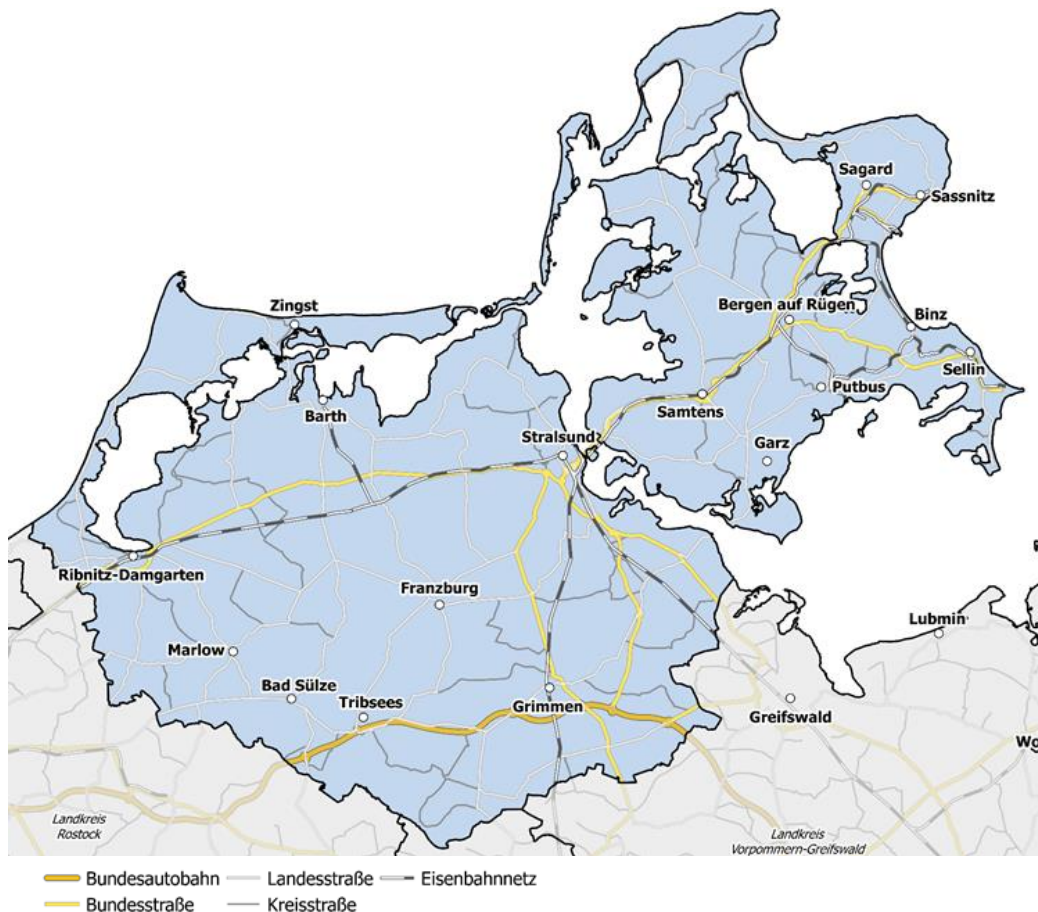 Sagard
Sassnitz
Zingst
Bergen auf Rügen
Binz
Sellin
Putbus
Samtens
Barth
Stralsund
Garz
Ribnitz-Damgarten
Franzburg
Lubmin
Marlow
Bad Sülze
Tribsees
Grimmen
Greifswald
Wo
Landkreis
Rostock
Landkreis
Vorpommern-Greifswald
Bundesautobahn
Landesstraße
Eisenbahnnetz
Bundesstraße
Kreisstraße